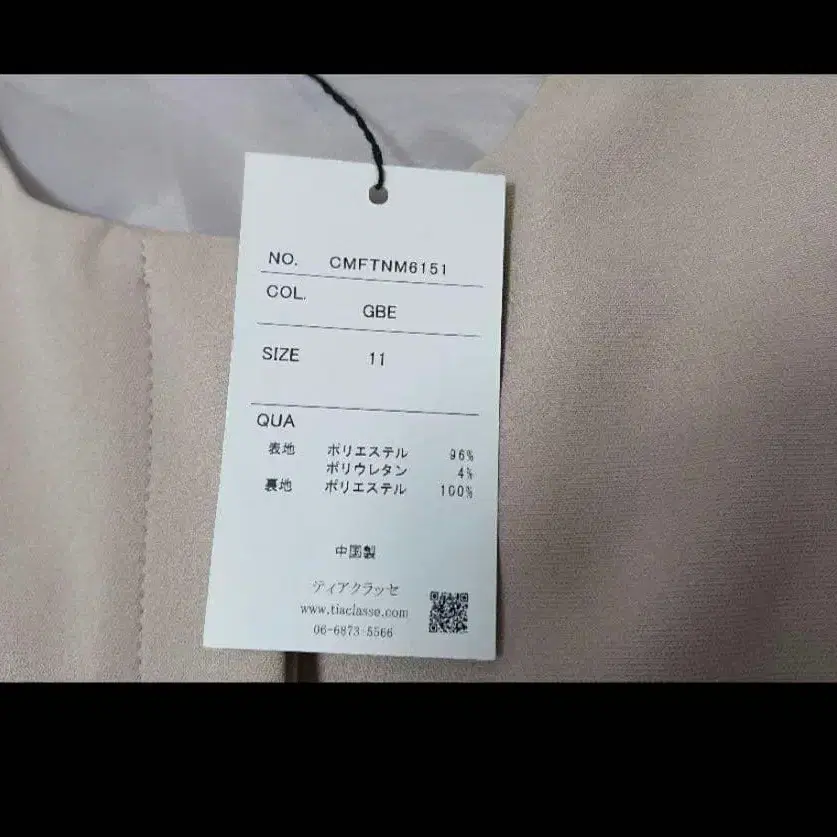 NO. CMFTNM6151
COL.
GBE
SIZE 11
QUA
表地 ポリエステル 96%
ポリウレタン 4%
裏地 ポリエステル 100%
中国製
ティアクラッセ
www.tiaclasse.com
06-6873-5566